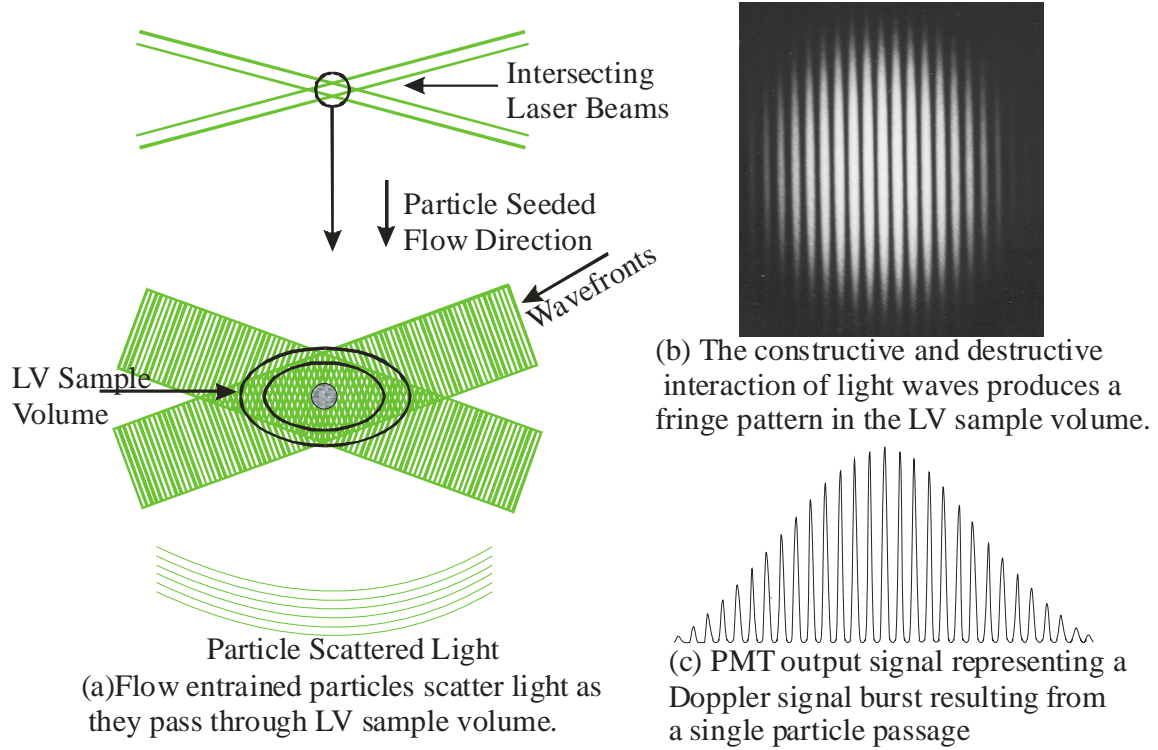 Intersecting
Laser Beams
Particle Seeded
Flow Direction
Wavefronts
LV Sample
Volume
Particle Scattered Light
(a)Flow entrained particles scatter light as
they pass through LV sample volume.
(b) The constructive and destructive
interaction of light waves produces a
fringe pattern in the LV sample volume.
(c) PMT output signal representing a
Doppler signal burst resulting from
a single particle passage